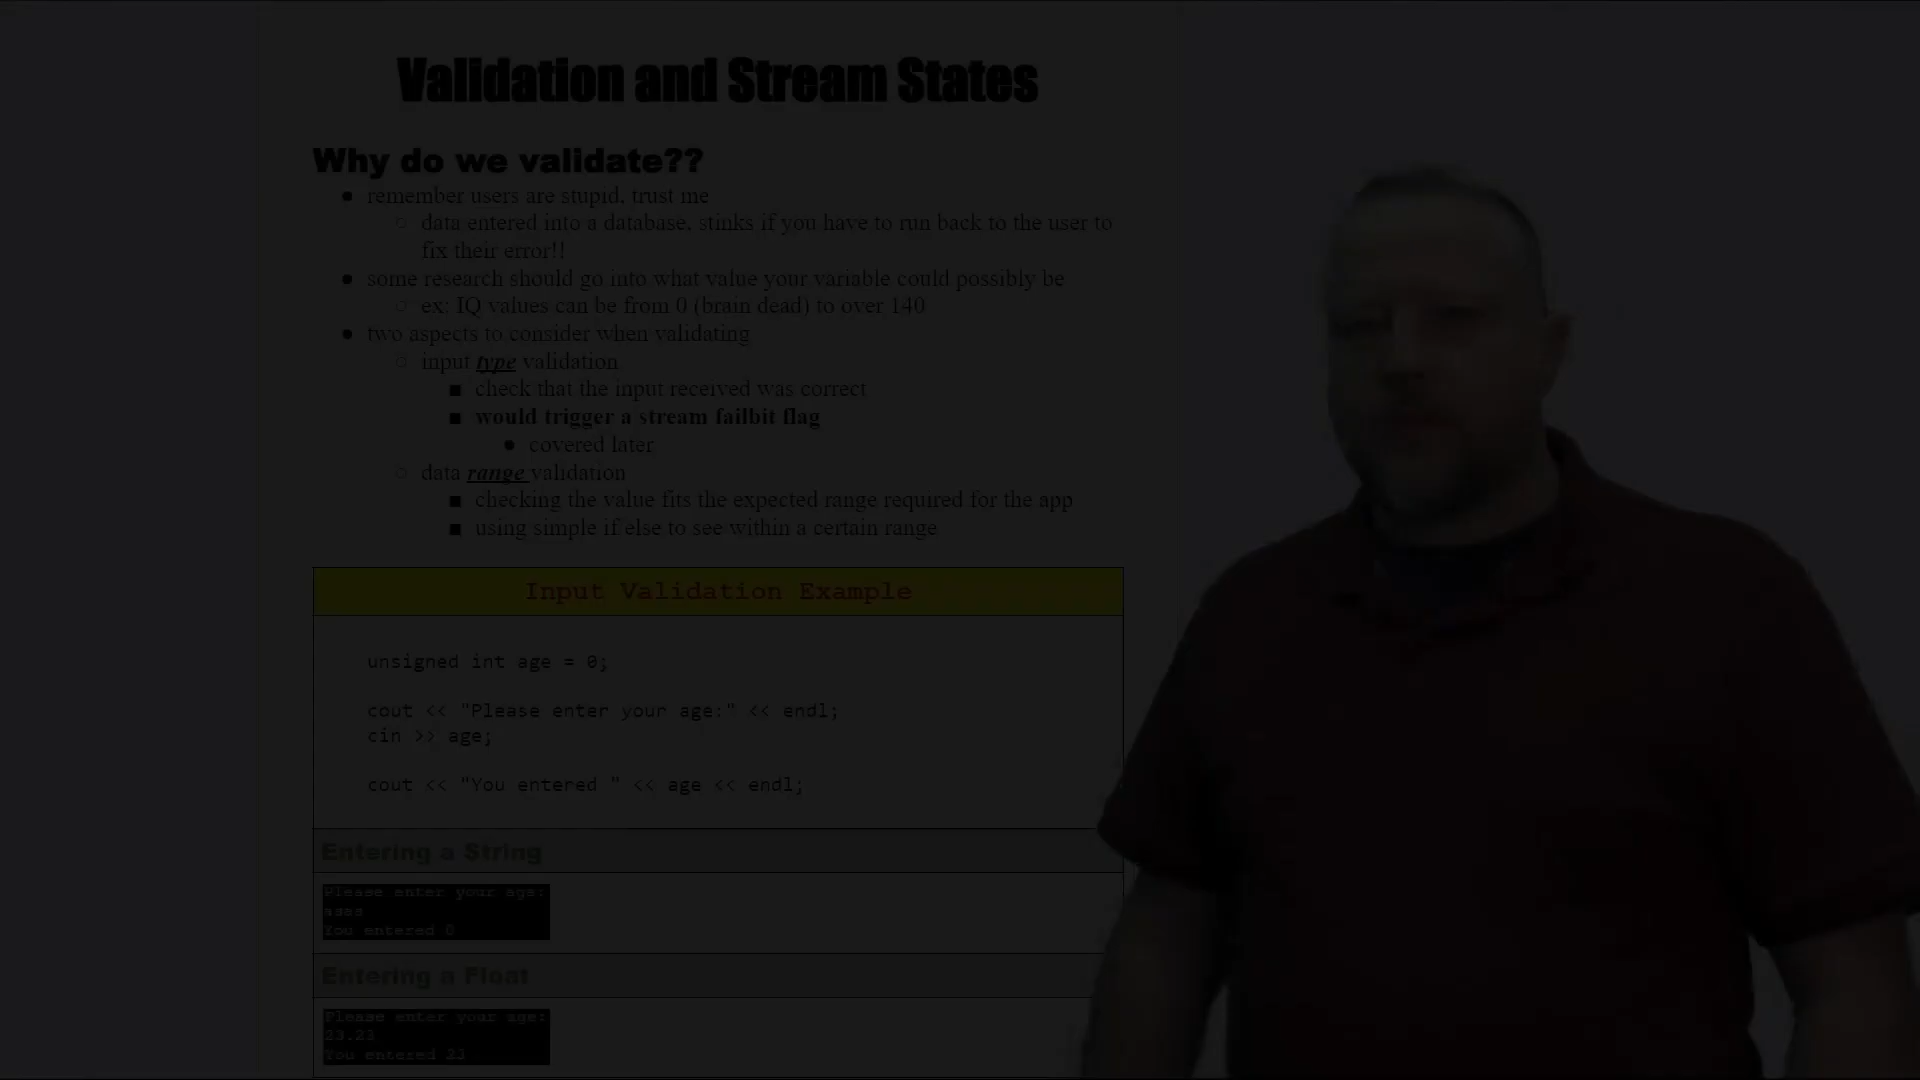 Validation and Stream States
Why do we validate??
remember users are stupid, trust me
data entered into a database, stinks if you have to run back to the user to
fix their error!!
some research should go into what value your variable could possibly be
ex: IQ values can be from 0 (brain dead) to over 140
two aspects to consider when validating
input type validation
check that the input received was correct
would trigger a stream failbit flag
covered later
data range validation
checking the value fits the expected range required for the app
using simple if else to see within a certain range
Input Validation Example
unsigned int age = 0;
cout << "Please enter your age:" << endl;
cin >> age;
cout << "You entered " << age << endl;
Entering a String
Please enter your age:
You entered 0
Entering a Float
Please enter your age:
23.23
You entered 23